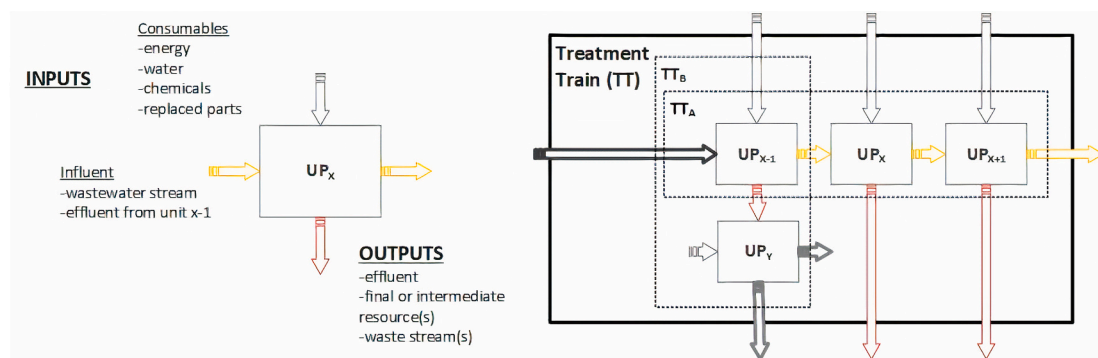 Consumables
-energy
-water
-chemicals
-replaced parts
INPUTS
UPX
Influent
-wastewater stream
-effluent from unit x-1
OUTPUTS
-effluent
-final or intermediate
resource(s)
-waste stream(s)
Treatment
Train (TT)
TTB
TTA
UPX-1
UPX
UPX+1
UPY